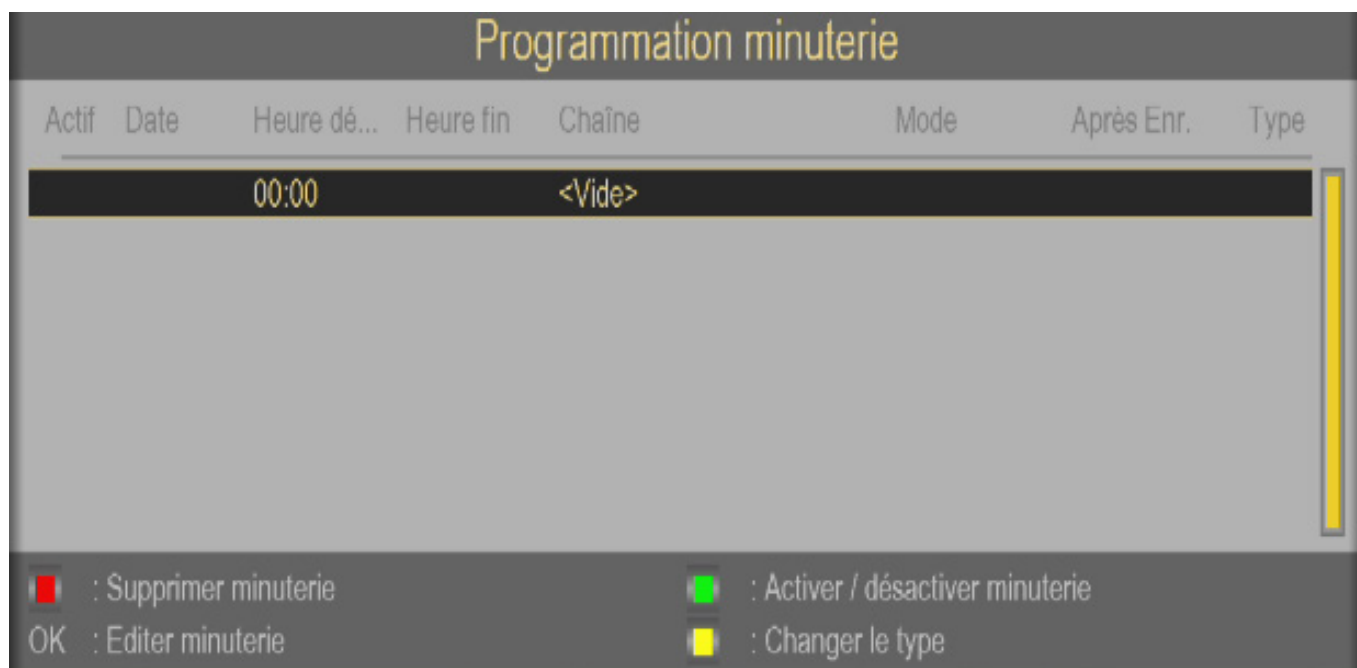 Programmation minuterie
Actif Date Heure dé... Heure fin Chaîne Mode Après Enr. Type
00:00 <Vide>
: Supprimer minuterie : Activer / désactiver minuterie
OK : Editer minuterie : Changer le type